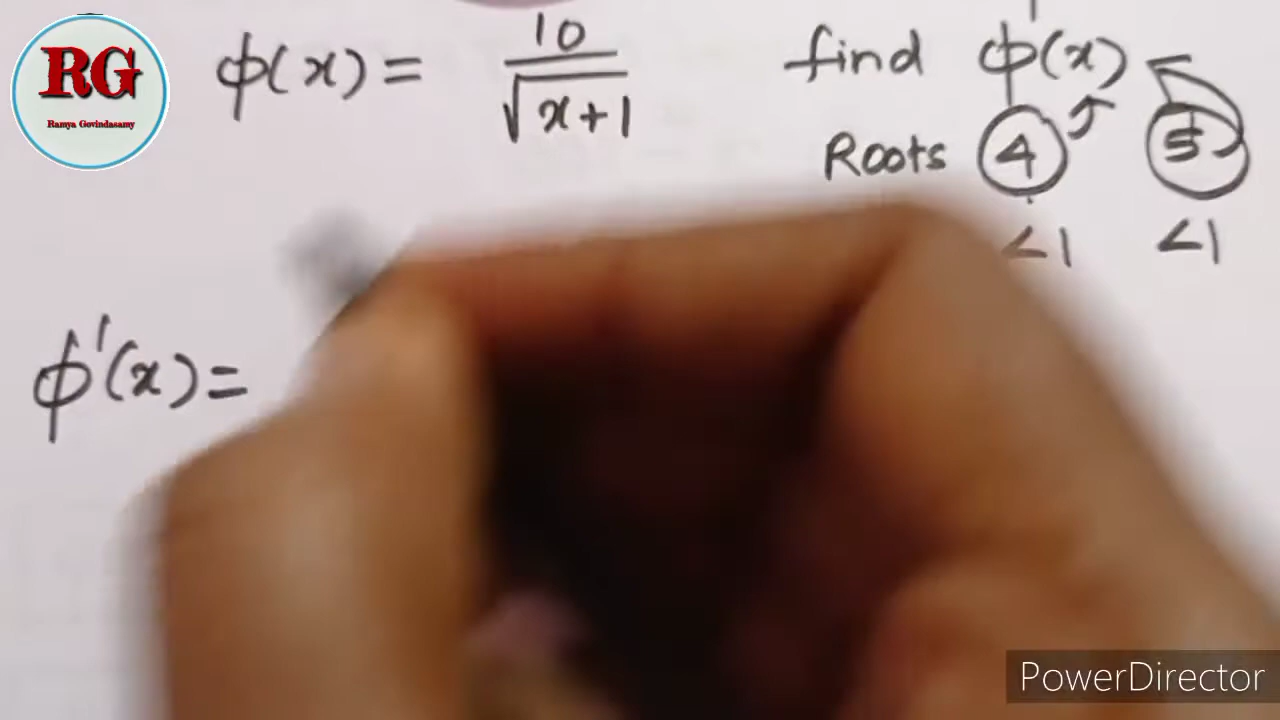 RG
Ramya Govindasamy
ϕ(x) = 10/√x+1
find ϕ'(x)
Roots 4 5
<1 <1
ϕ'(x) =
PowerDirector